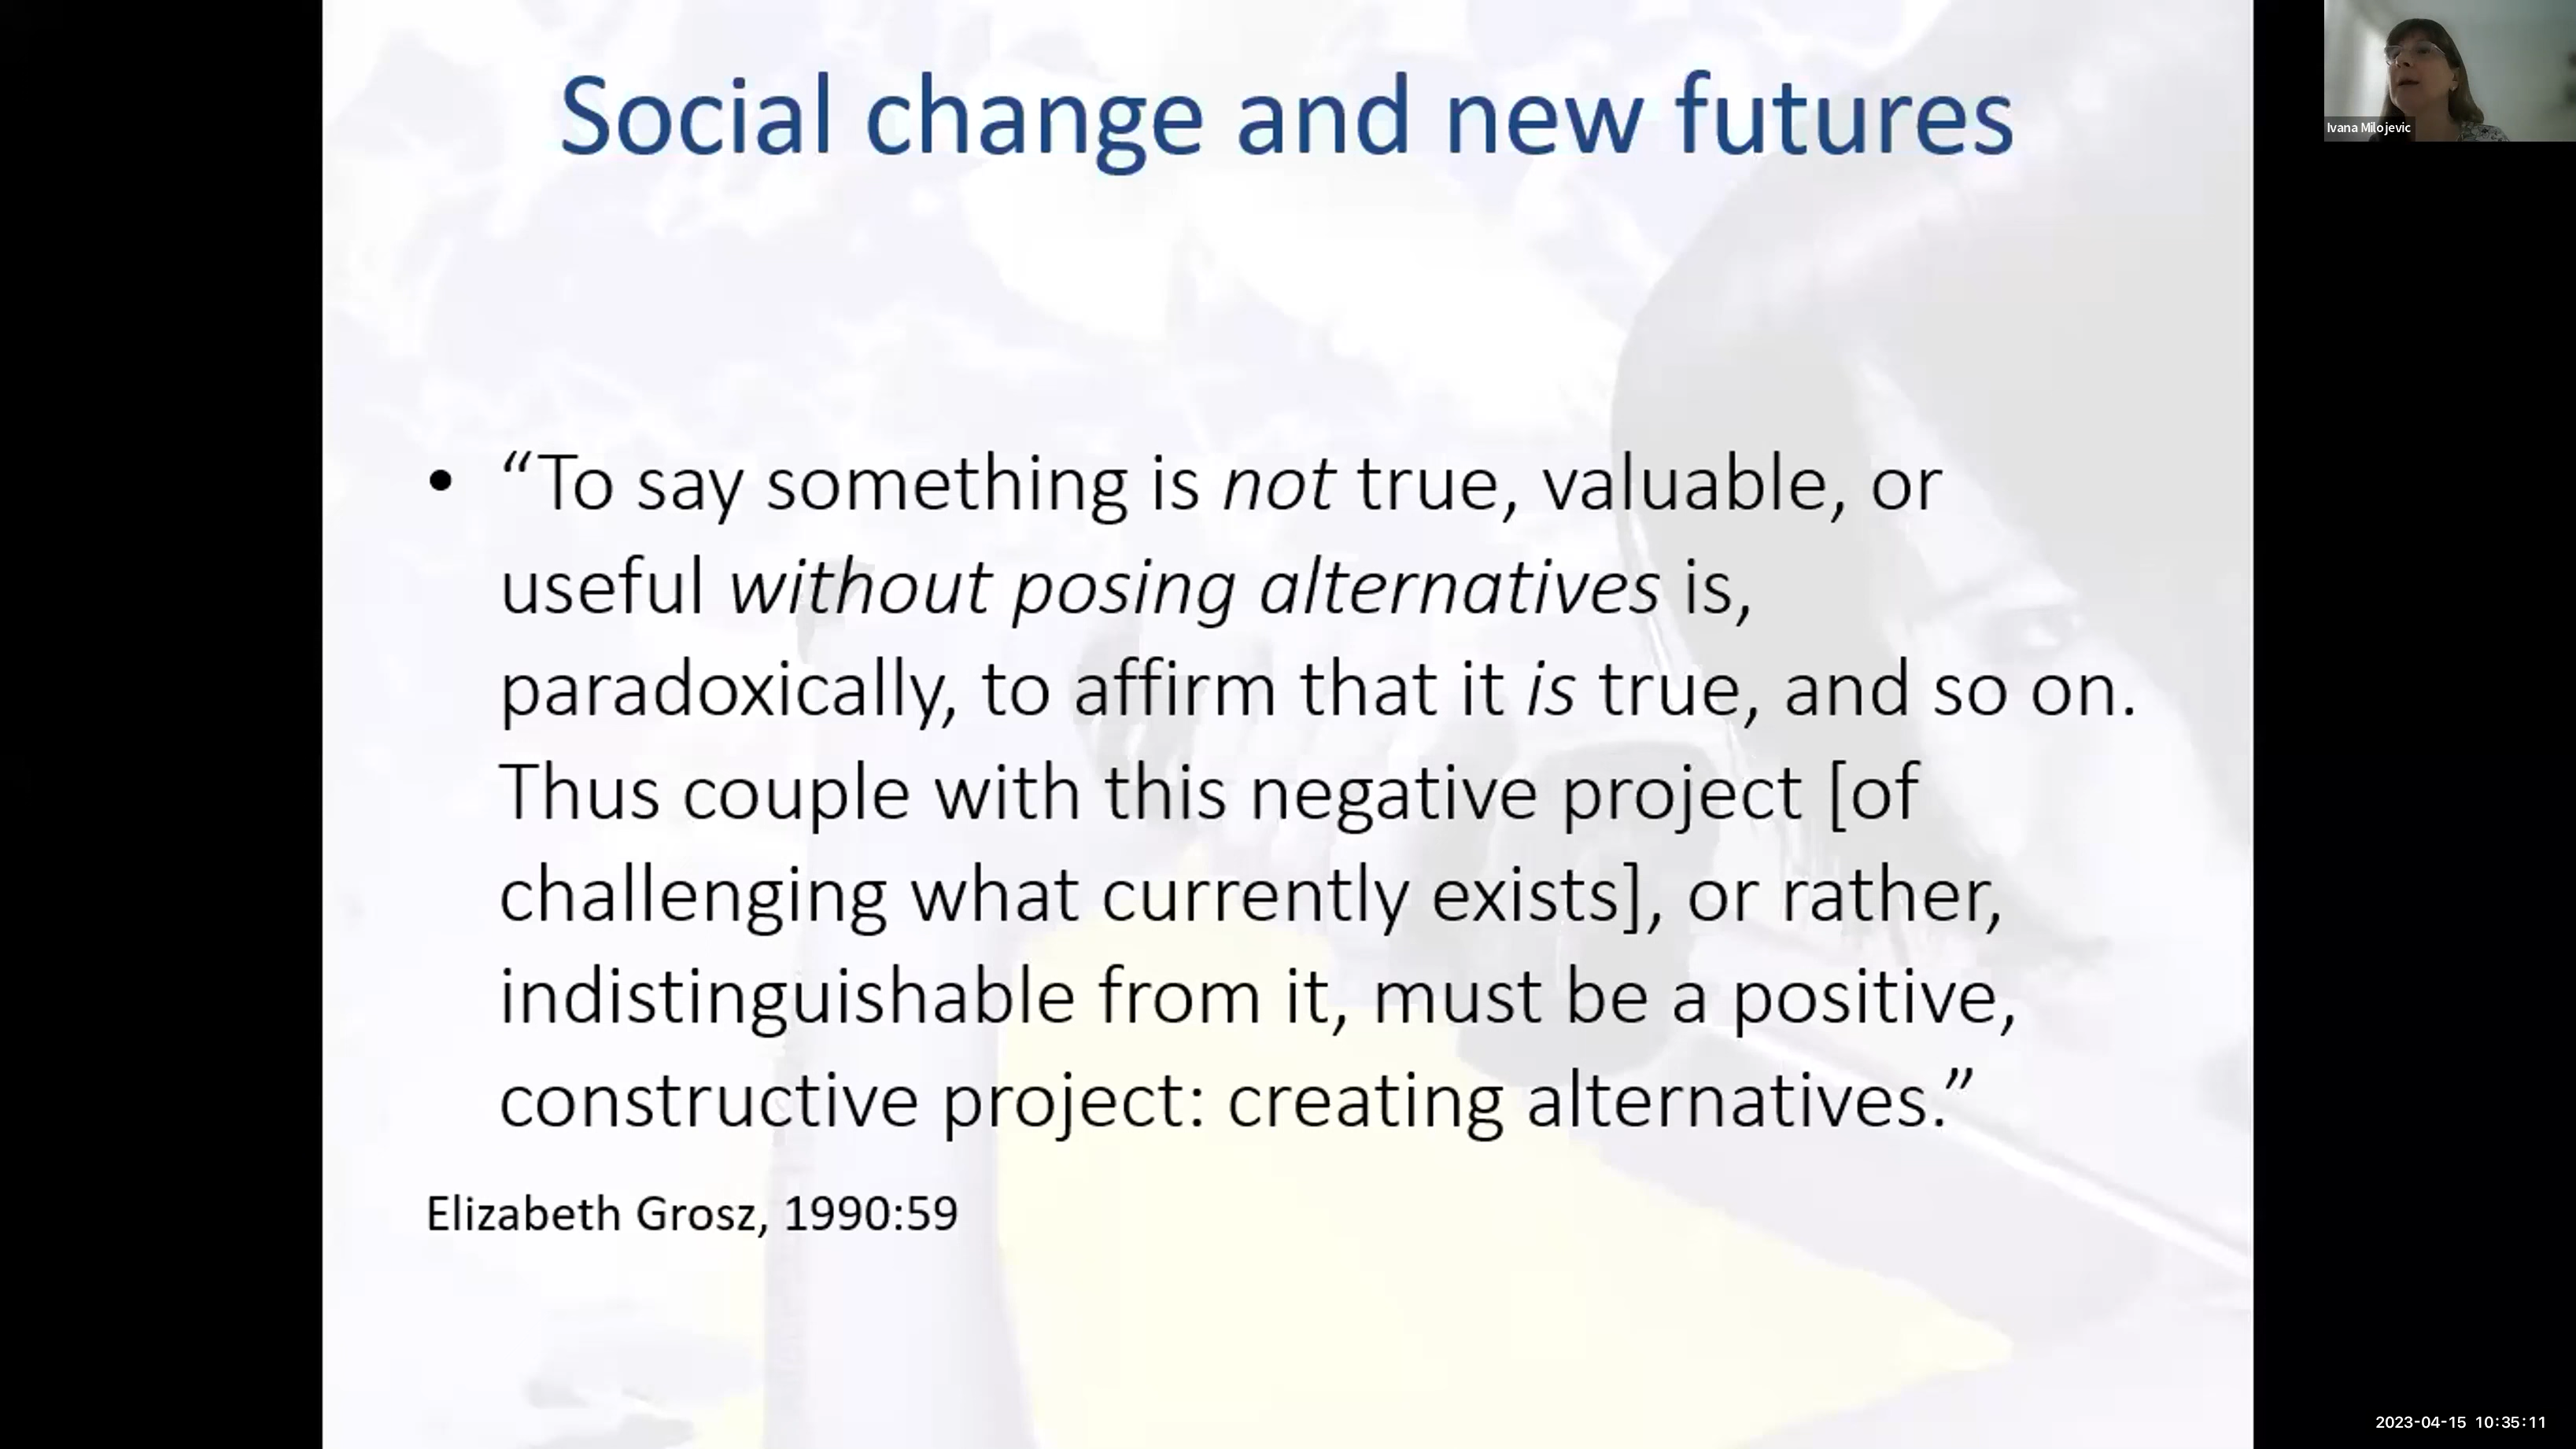 Social change and new futures
Ivana Milojevic
• “To say something is not true, valuable, or
useful without posing alternatives is,
paradoxically, to affirm that it is true, and so on.
Thus couple with this negative project [of
challenging what currently exists], or rather,
indistinguishable from it, must be a positive,
constructive project: creating alternatives.”
Elizabeth Grosz, 1990:59
2023-04-15 10:35:11